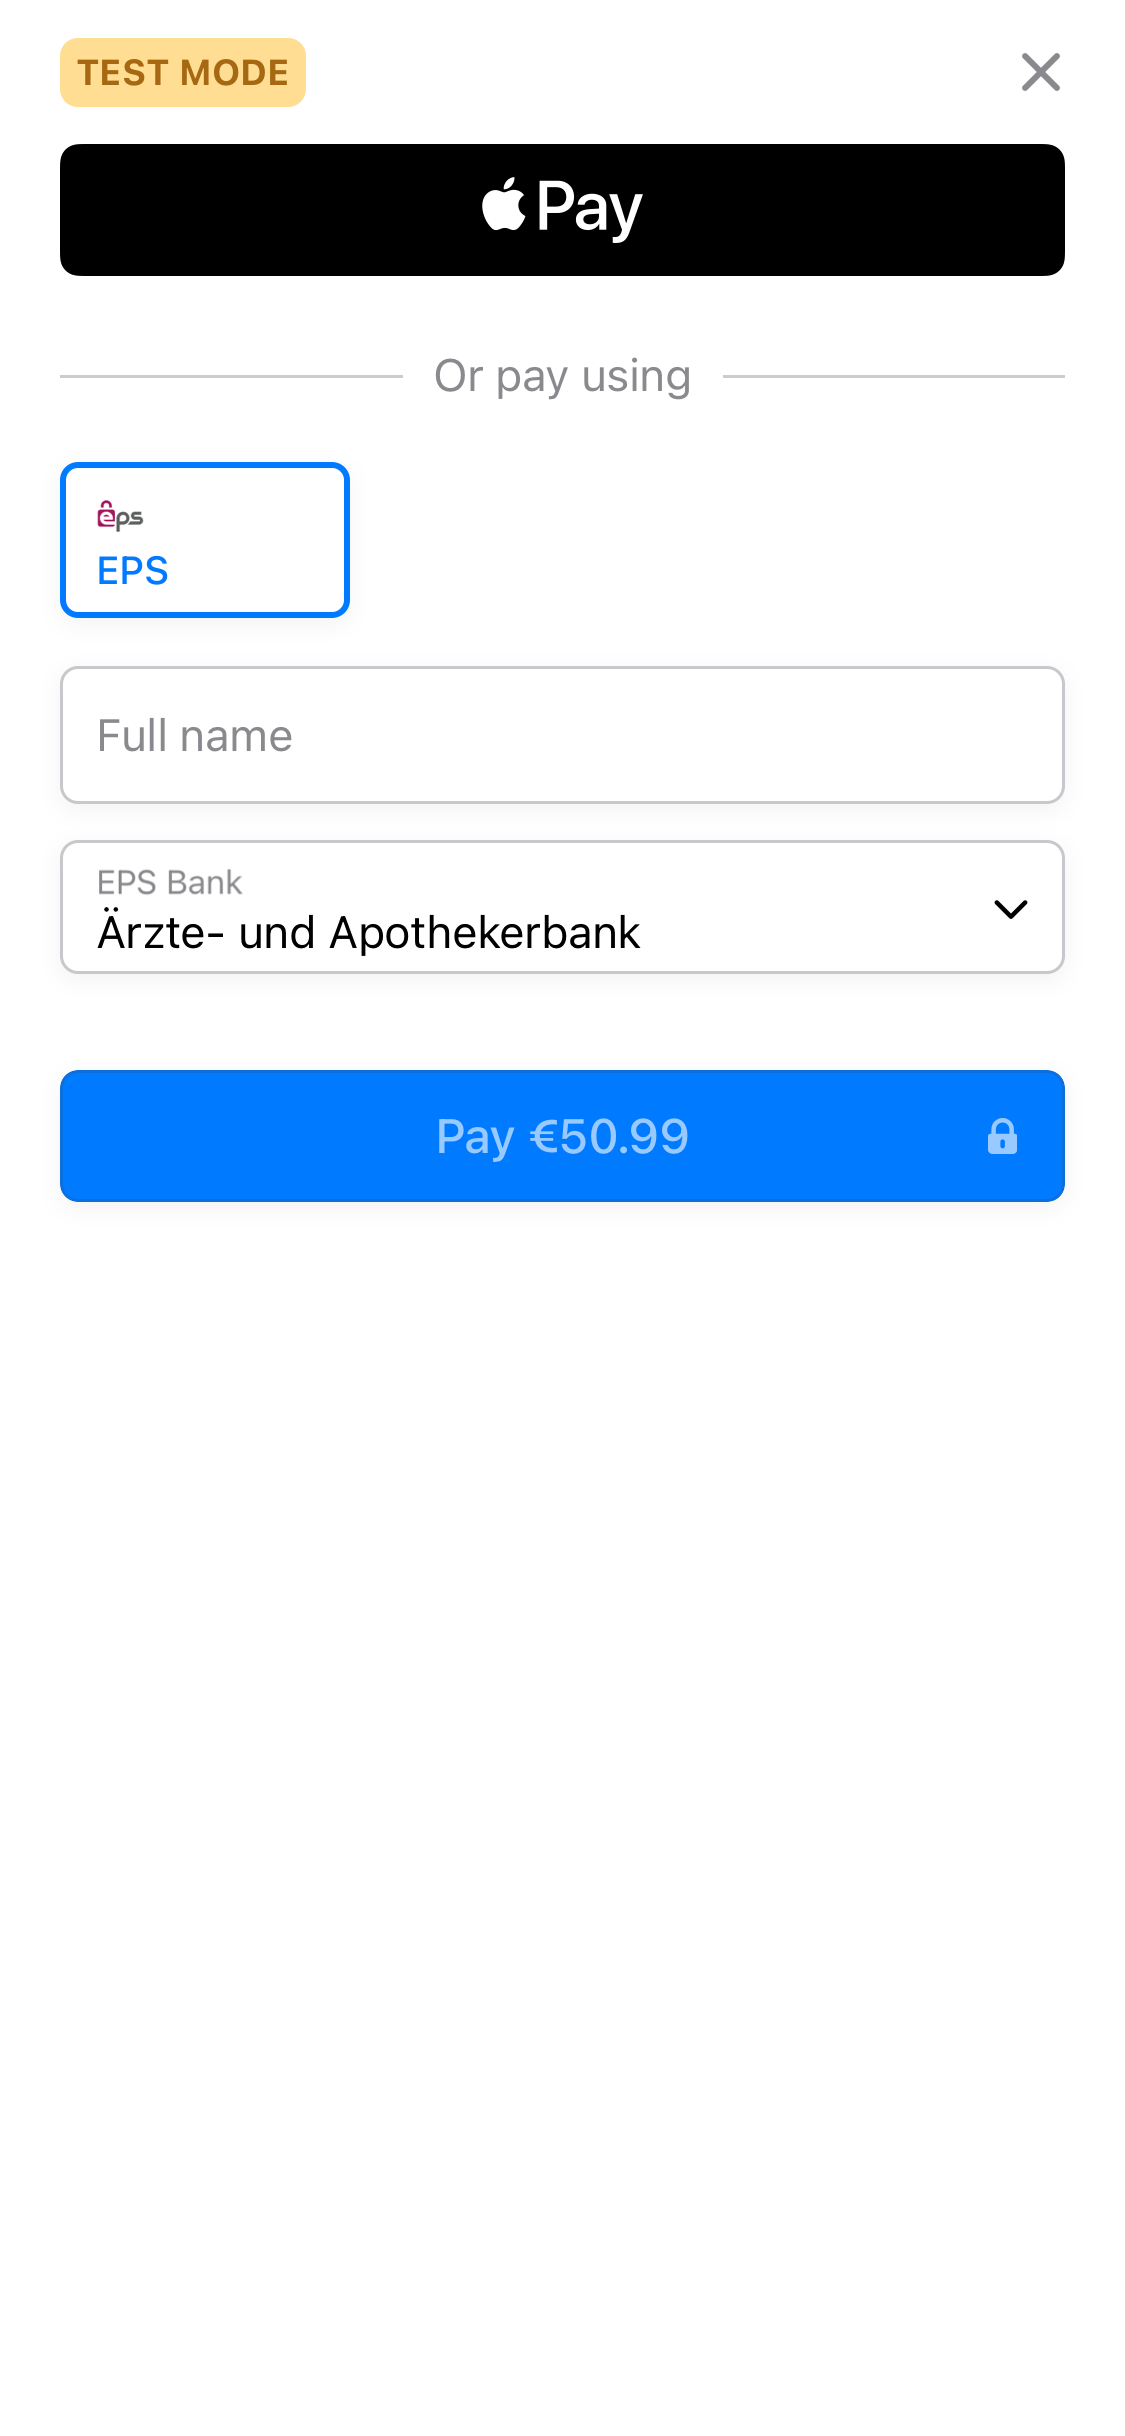 TEST MODE
Pay
Or pay using
eps
EPS
Full name
EPS Bank
Ärzte- und Apothekerbank
Pay €50.99